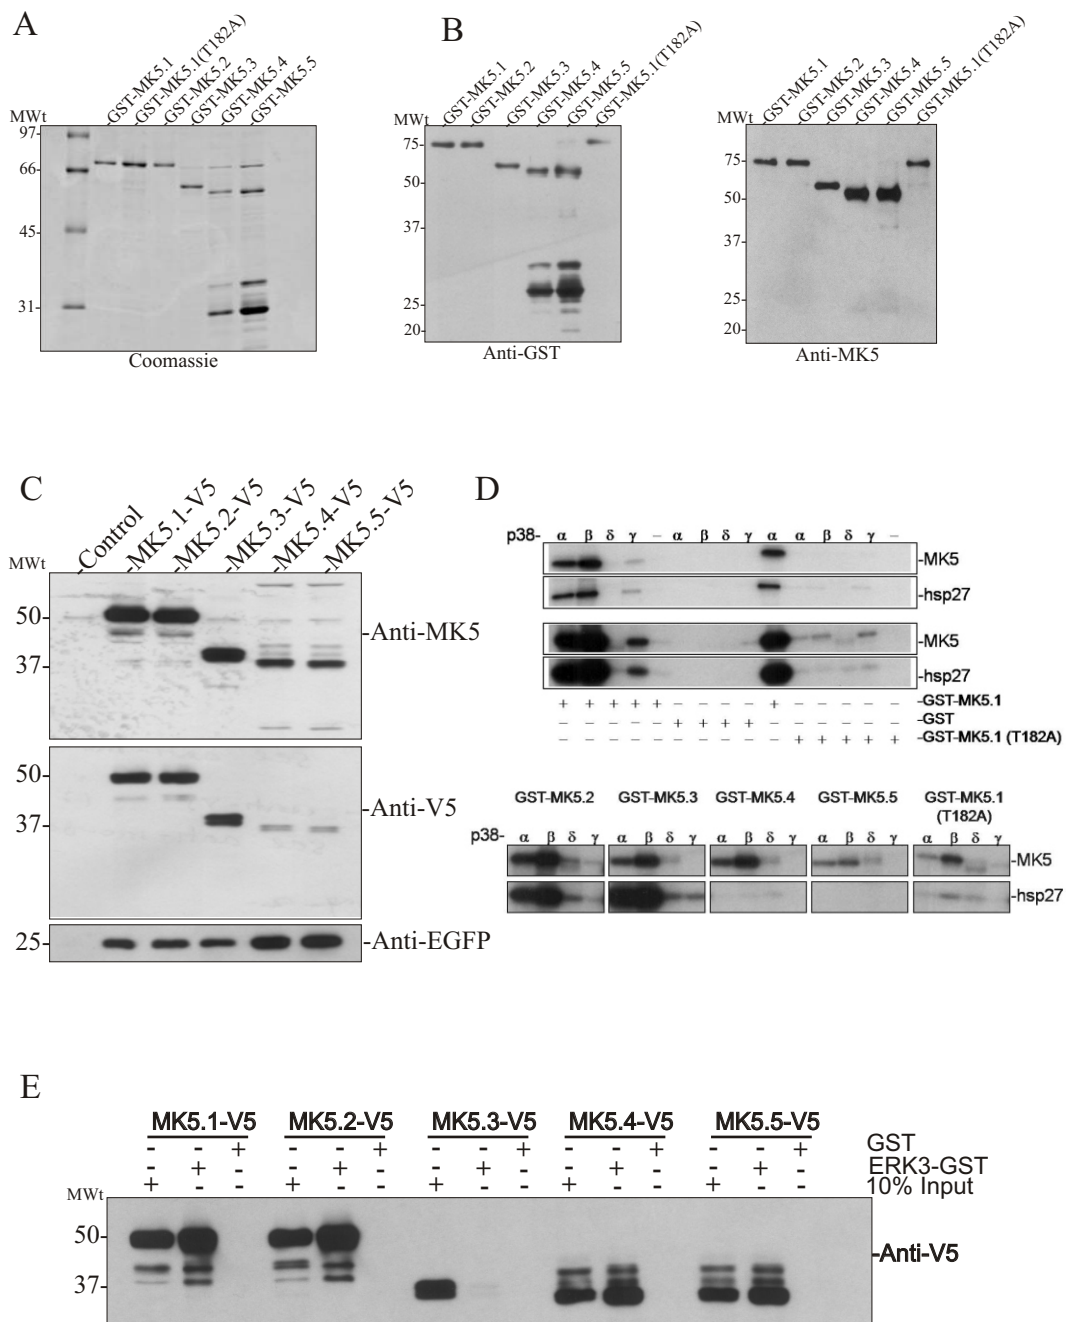 A
-GST-MK5.1
-GST-MK5.1(T182A)
-GST-MK5.2
-GST-MK5.3
-GST-MK5.4
-GST-MK5.5
MWt
97-
66-
45-
31-
Coomassie
B
-GST-MK5.1
-GST-MK5.2
-GST-MK5.3
-GST-MK5.4
-GST-MK5.5
-GST-MK5.1(T182A)
MWt
75-
50-
37-
25-
20-
Anti-GST
-GST-MK5.1
-GST-MK5.2
-GST-MK5.3
-GST-MK5.4
-GST-MK5.5
-GST-MK5.1(T182A)
MWt
75-
50-
37-
25-
20-
Anti-MK5
C
-Control
-MK5.1-V5
-MK5.2-V5
-MK5.3-V5
-MK5.4-V5
-MK5.5-V5
MWt
50-
37-
-Anti-MK5
50-
37-
-Anti-V5
25-
-Anti-EGFP
D
p38- α β δ γ – α β δ γ α α β δ γ –
-MK5
-hsp27
-MK5
-hsp27
+ + + + + – – – – + – – – – – -GST-MK5.1
– – – – – + + + + – – – – – – -GST
– – – – – – – – – – + + + + + -GST-MK5.1 (T182A)
GST-MK5.2 GST-MK5.3 GST-MK5.4 GST-MK5.5 GST-MK5.1
(T182A)
p38- α β δ γ α β δ γ α β δ γ α β δ γ α β δ γ
-MK5
-hsp27
E
MK5.1-V5 MK5.2-V5 MK5.3-V5 MK5.4-V5 MK5.5-V5
- - + - - + - - + - - + - - + GST
- + - - + - - + - - + - - + - ERK3-GST
+ - - + - - + - - + - - + - - 10% Input
MWt
50-
37-
-Anti-V5